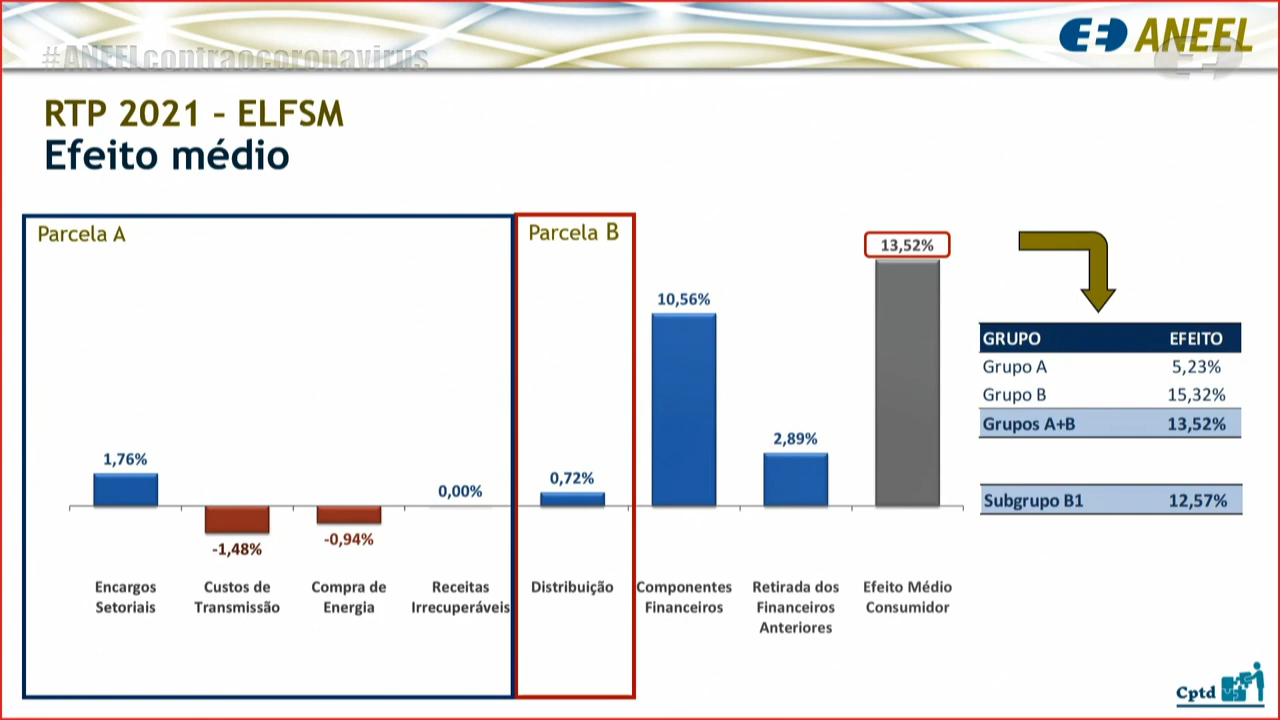 #ANEELcontraocoronavirus
ANEEL
RTP 2021 – ELFSM
Efeito médio
Parcela A
Parcela B
13,52%
10,56%
2,89%
1,76%
0,72%
0,00%
-1,48%
-0,94%
Encargos
Setoriais
Custos de
Transmissão
Compra de
Energia
Receitas
Irrecuperáveis
Distribuição
Componentes
Financeiros
Retirada dos
Financeiros
Anteriores
Efeito Médio
Consumidor
GRUPO EFEITO
Grupo A 5,23%
Grupo B 15,32%
Grupos A+B 13,52%
Subgrupo B1 12,57%
Cptd